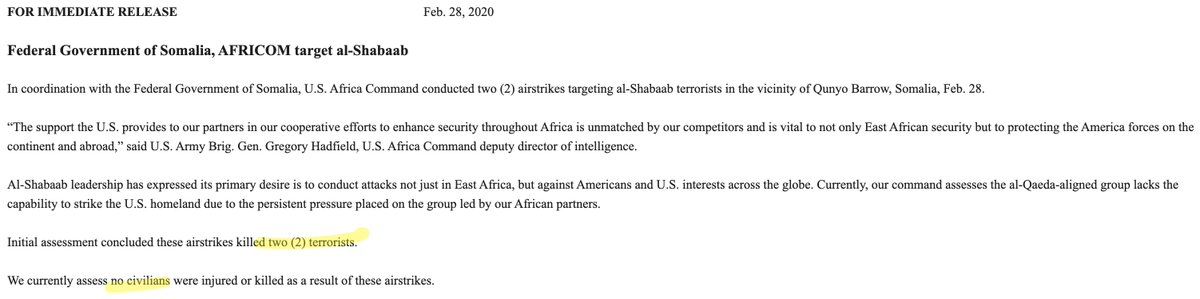 FOR IMMEDIATE RELEASE Feb. 28, 2020
Federal Government of Somalia, AFRICOM target al-Shabaab
In coordination with the Federal Government of Somalia, U.S. Africa Command conducted two (2) airstrikes targeting al-Shabaab terrorists in the vicinity of Qunyo Barrow, Somalia, Feb. 28.
“The support the U.S. provides to our partners in our cooperative efforts to enhance security throughout Africa is unmatched by our competitors and is vital to not only East African security but to protecting the America forces on the
continent and abroad,” said U.S. Army Brig. Gen. Gregory Hadfield, U.S. Africa Command deputy director of intelligence.
Al-Shabaab leadership has expressed its primary desire is to conduct attacks not just in East Africa, but against Americans and U.S. interests across the globe. Currently, our command assesses the al-Qaeda-aligned group lacks the
capability to strike the U.S. homeland due to the persistent pressure placed on the group led by our African partners.
Initial assessment concluded these airstrikes killed two (2) terrorists.
We currently assess no civilians were injured or killed as a result of these airstrikes.